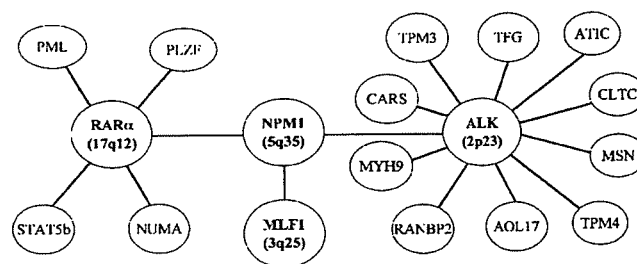 PML
PLZF
RARα
(17q12)
STAT5b
NUMA
NPM1
(5q35)
MLF1
(3q25)
TPM3
TFG
ATIC
CARS
CLTC
ALK
(2p23)
MYH9
MSN
RANBP2
AOL17
TPM4